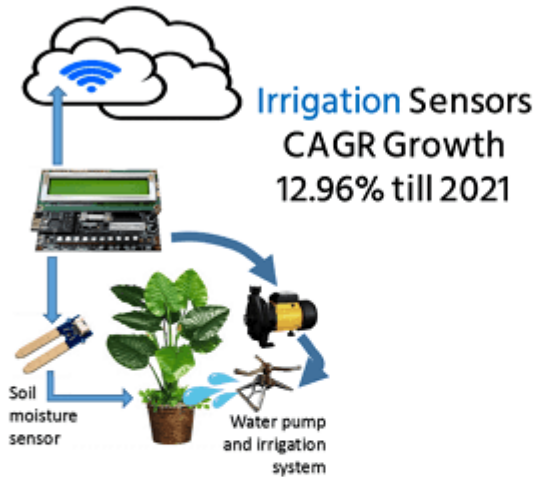 Irrigation Sensors
CAGR Growth
12.96% till 2021
Soil
moisture
sensor
Water pump
and irrigation
system